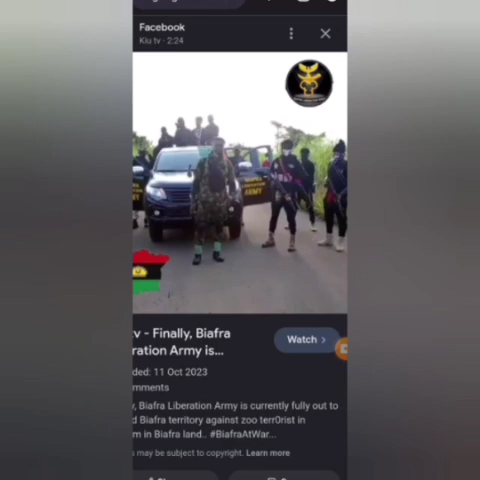 Facebook
Kiu tv · 2:24
ARMY
ARMY
v - Finally, Biafra
ration Army is...
Watch >
ded: 11 Oct 2023
mments
, Biafra Liberation Army is currently fully out to
d Biafra territory against zoo terr0rist in
m in Biafra land.. #BiafraAtWar...
s may be subject to copyright. Learn more